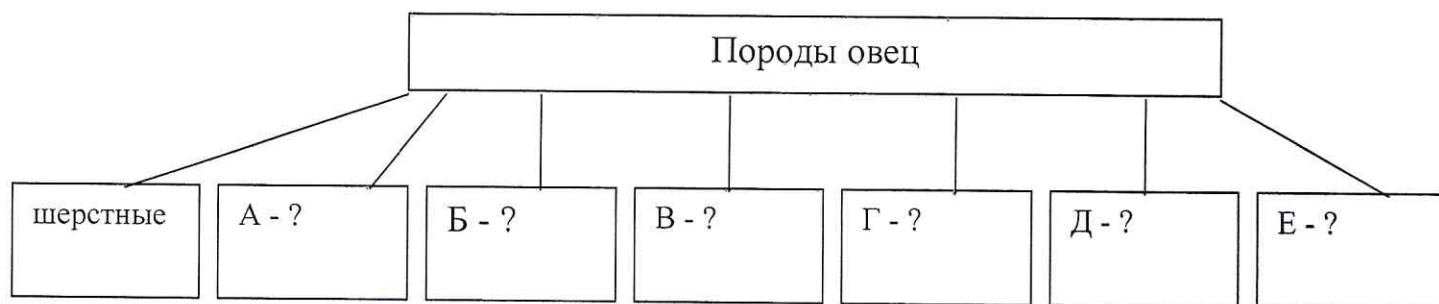 Породы овец
шерстные
А - ?
Б - ?
В - ?
Г - ?
Д - ?
Е - ?